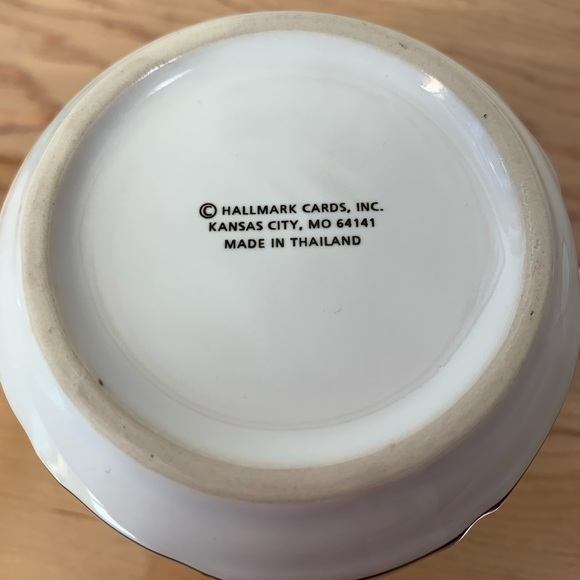 © HALLMARK CARDS, INC.
KANSAS CITY, MO 64141
MADE IN THAILAND